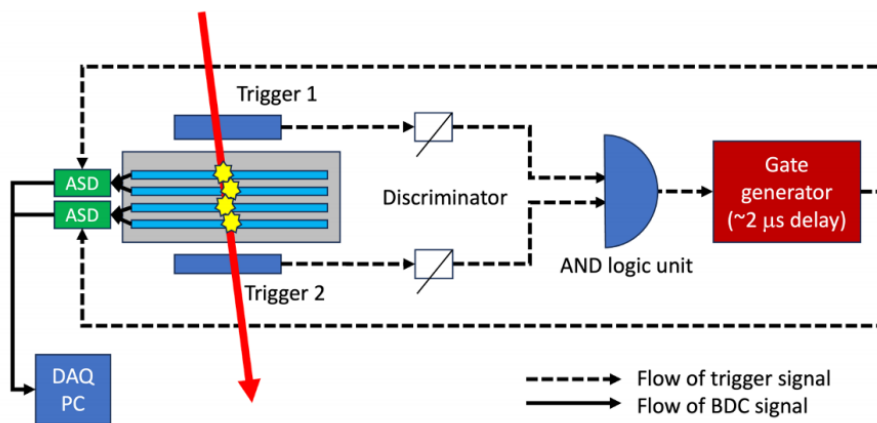 Trigger 1
ASD
ASD
Discriminator
Trigger 2
AND logic unit
Gate
generator
(~2 μs delay)
DAQ
PC
Flow of trigger signal
Flow of BDC signal